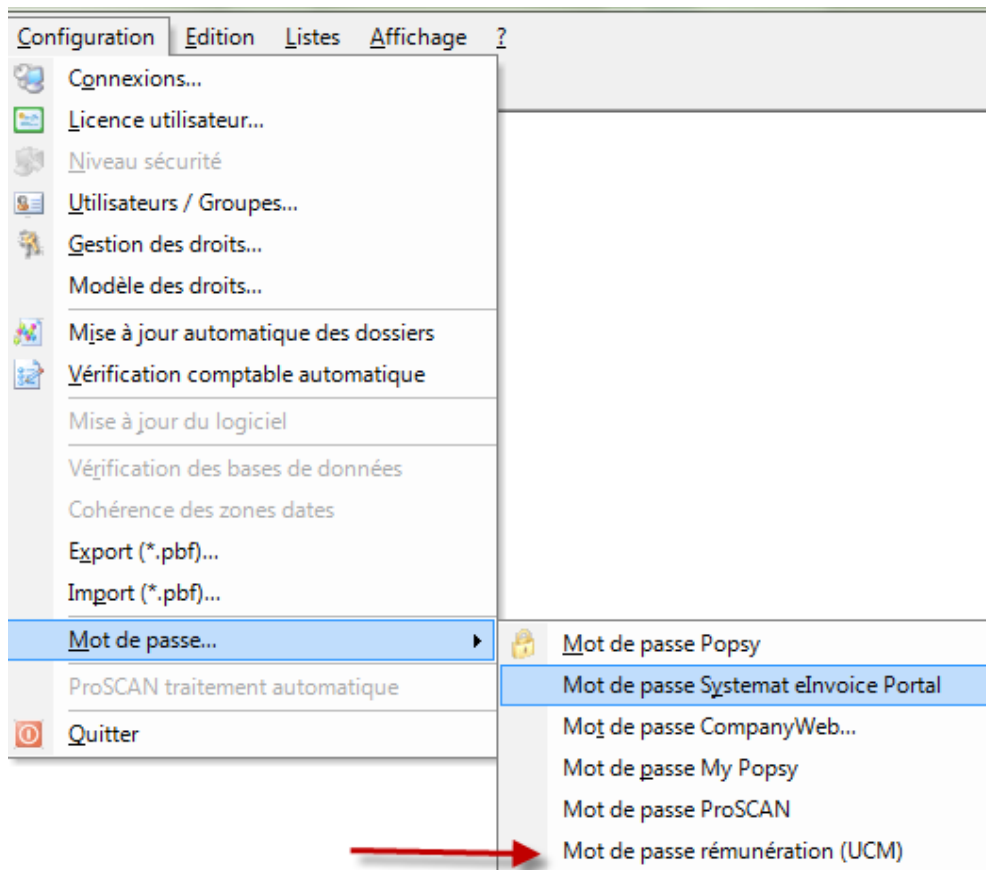 Configuration Edition Listes Affichage ?
Connexions...
Licence utilisateur...
Niveau sécurité
Utilisateurs / Groupes...
Gestion des droits...
Modèle des droits...
Mise à jour automatique des dossiers
Vérification comptable automatique
Mise à jour du logiciel
Vérification des bases de données
Cohérence des zones dates
Export (*.pbf)...
Import (*.pbf)...
Mot de passe...
ProSCAN traitement automatique
Quitter
Mot de passe Popsy
Mot de passe Systemat eInvoice Portal
Mot de passe CompanyWeb...
Mot de passe My Popsy
Mot de passe ProSCAN
Mot de passe rémunération (UCM)